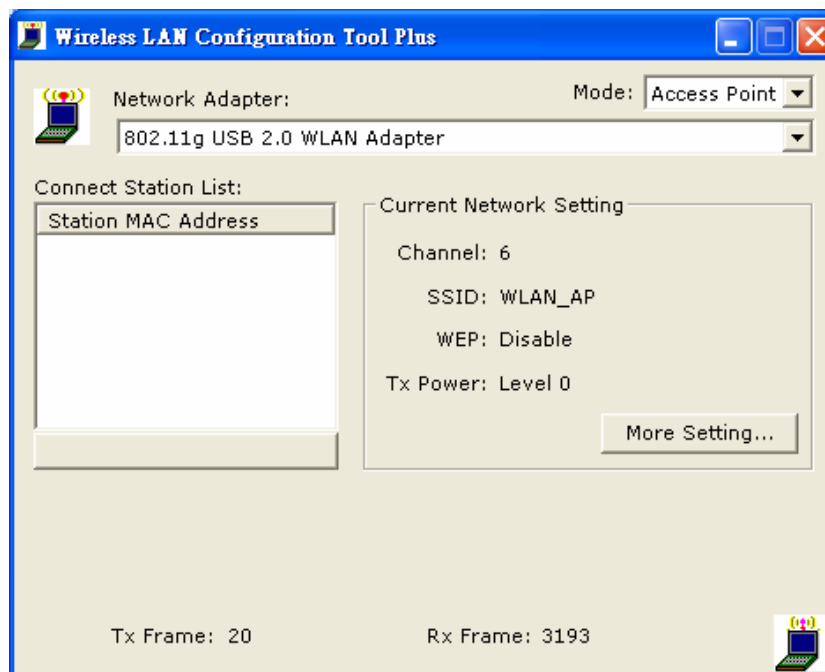 Wireless LAN Configuration Tool Plus
Network Adapter:
Mode: Access Point
802.11g USB 2.0 WLAN Adapter
Connect Station List:
Station MAC Address
Current Network Setting
Channel: 6
SSID: WLAN_AP
WEP: Disable
Tx Power: Level 0
More Setting...
Tx Frame: 20
Rx Frame: 3193